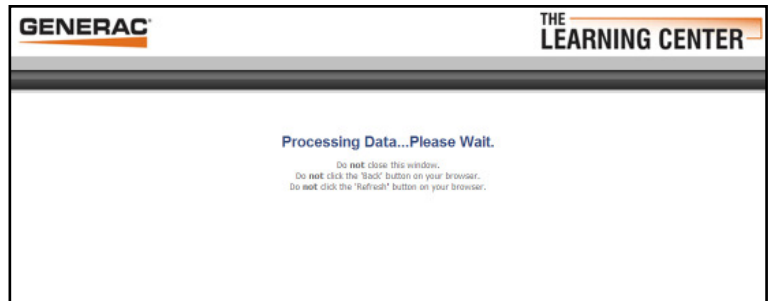 GENERAC
THE
LEARNING CENTER
Processing Data...Please Wait.
Do not close this window.
Do not click the 'Back' button on your browser.
Do not click the 'Refresh' button on your browser.